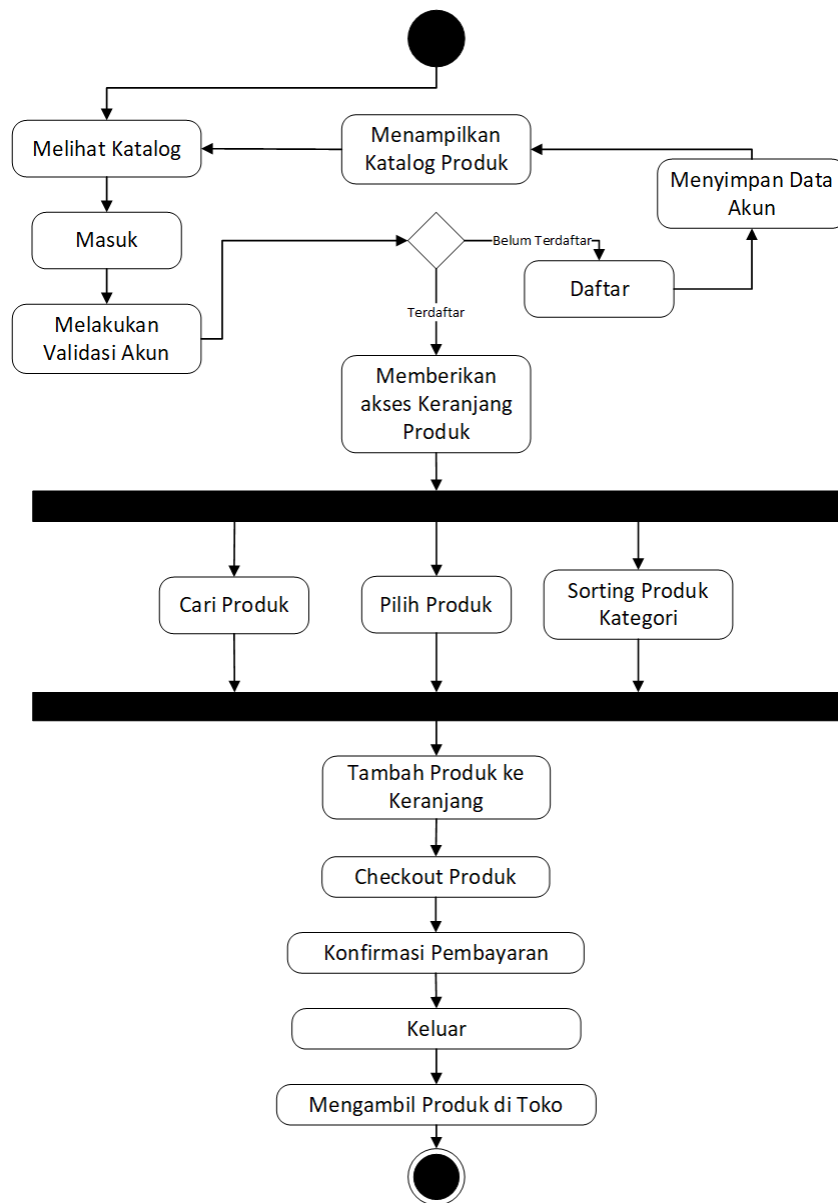 Melihat Katalog
Menampilkan
Katalog Produk
Menyimpan Data
Akun
Masuk
Belum Terdaftar
Daftar
Melakukan
Validasi Akun
Terdaftar
Memberikan
akses Keranjang
Produk
Cari Produk
Pilih Produk
Sorting Produk
Kategori
Tambah Produk ke
Keranjang
Checkout Produk
Konfirmasi Pembayaran
Keluar
Mengambil Produk di Toko